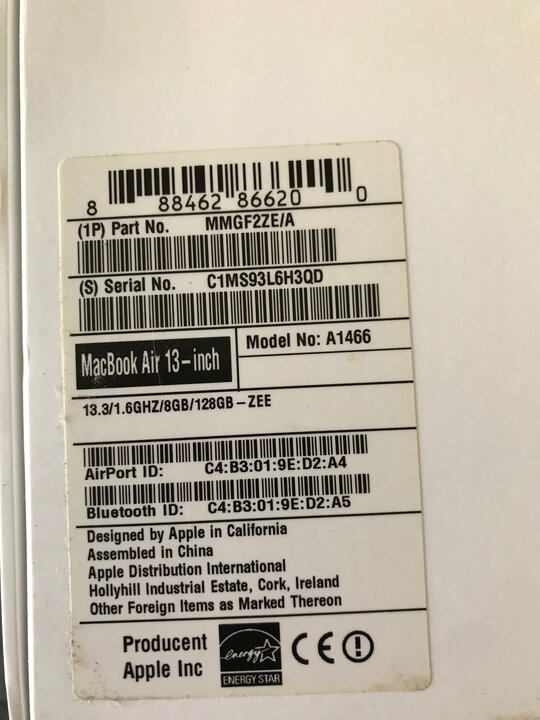 8 88462 86620 0
(1P) Part No. MMGF2ZE/A
(S) Serial No. C1MS93L6H3QD
MacBook Air 13-inch
Model No: A1466
13.3/1.6GHZ/8GB/128GB-ZEE
AirPort ID: C4:B3:01:9E:D2:A4
Bluetooth ID: C4:B3:01:9E:D2:A5
Designed by Apple in California
Assembled in China
Apple Distribution International
Hollyhill Industrial Estate, Cork, Ireland
Other Foreign Items as Marked Thereon
Producent
Apple Inc
energy
ENERGY STAR
CE